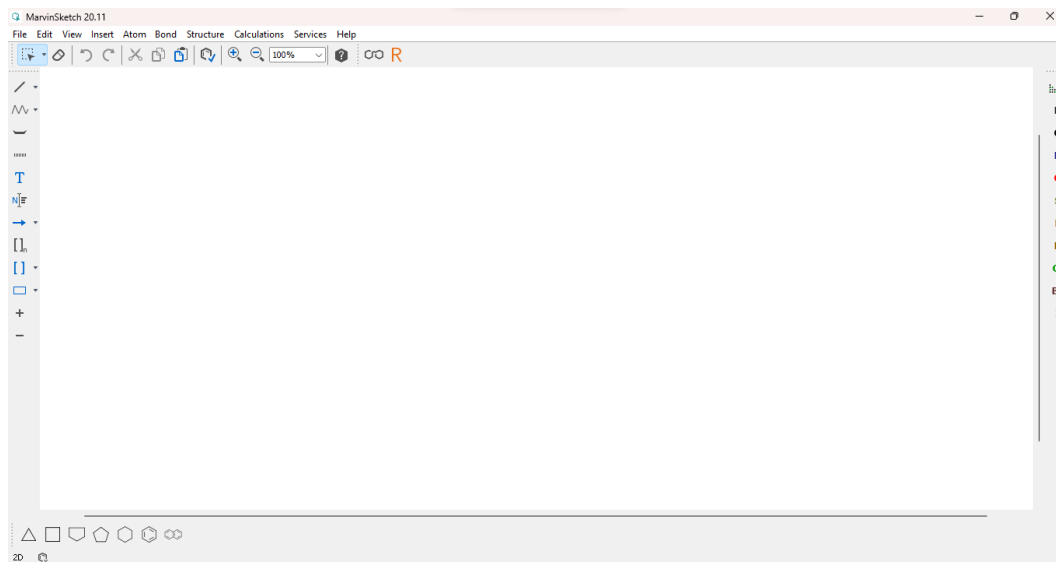 MarvinSketch 20.11
File Edit View Insert Atom Bond Structure Calculations Services Help
100% ? R
T
N
[ ]n
[ ]
+
−
2D